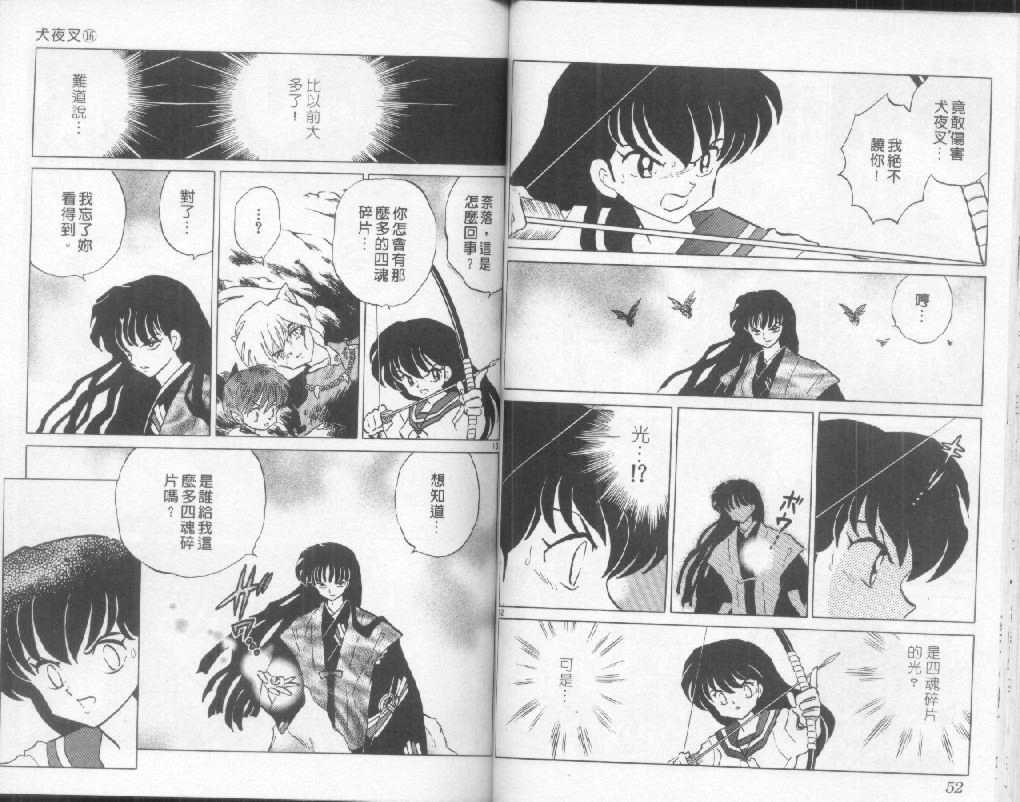 竟敢傷害
犬夜叉…
我絕不
饒你！
哼…
ボウ
光…!?
是四魂碎片
的光？
可是…
52
犬夜叉⑯
比以前大
多了！
難道說…
奈落，這是
怎麼回事？
你怎會有那
麼多的四魂
碎片…
…？
對了…
我忘了妳
看得到。
想知道…
是誰給我這
麼多四魂碎
片嗎？